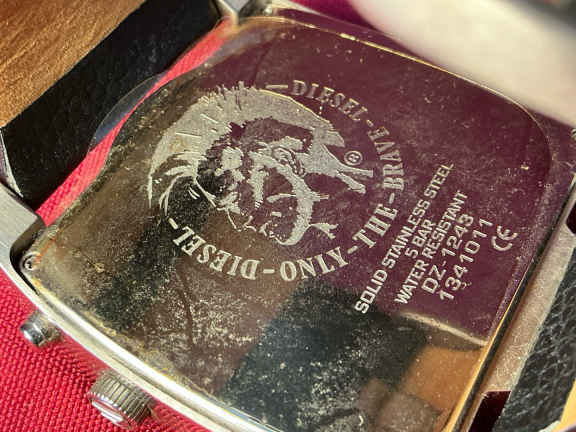 DIESEL-ONLY-THE-BRAVE-DIESEL-
®
SOLID STAINLESS STEEL
5 BAR
WATER RESISTANT
DZ-1243
1341011 CE